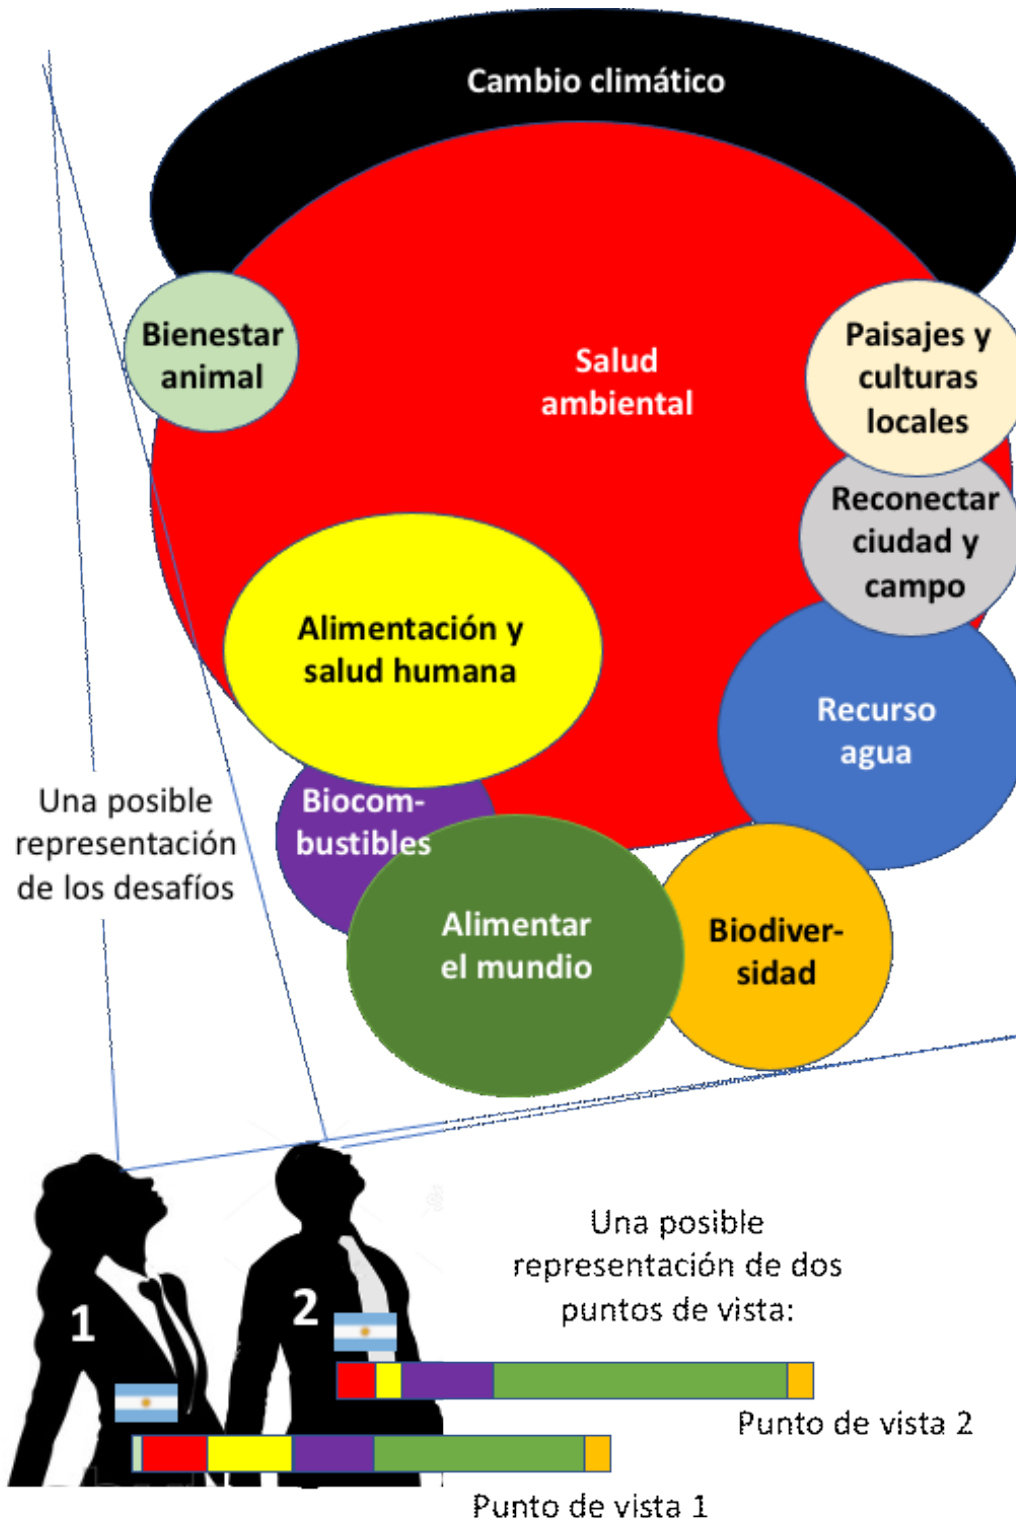 Cambio climático
Bienestar
animal
Salud
ambiental
Paisajes y
culturas
locales
Reconectar
ciudad y
campo
Alimentación y
salud humana
Recurso
agua
Una posible
representación
de los desafíos
Biocom-
bustibles
Alimentar
el mundio
Biodiver-
sidad
Una posible
representación de dos
puntos de vista:
1
2
Punto de vista 2
Punto de vista 1